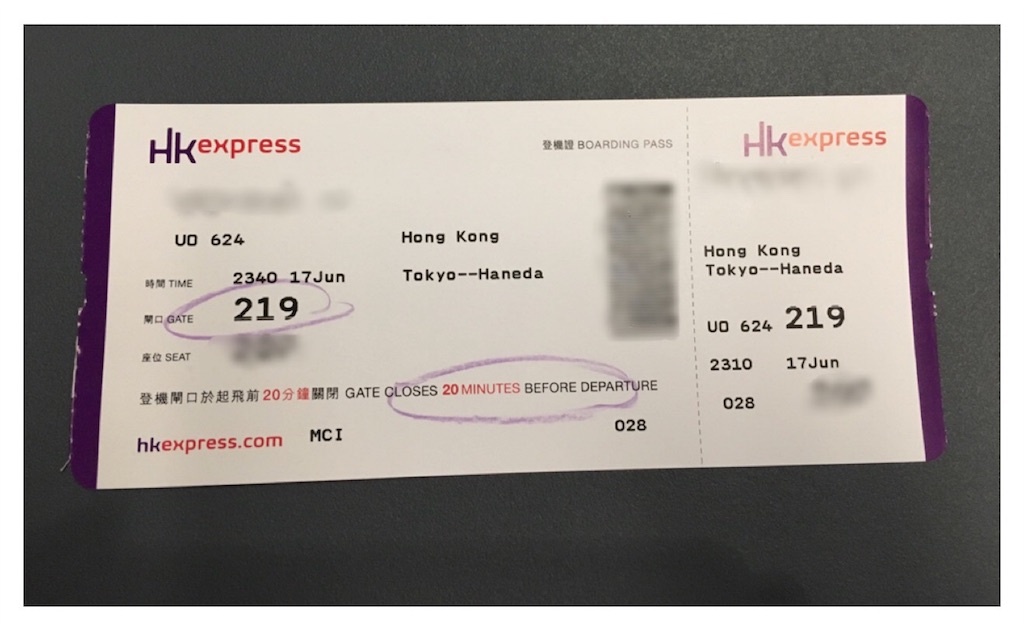 HKexpress
登機證 BOARDING PASS
UO 624
Hong Kong
時間 TIME 2340 17Jun
Tokyo--Haneda
閘口 GATE 219
座位 SEAT
登機閘口於起飛前20分鐘關閉 GATE CLOSES 20 MINUTES BEFORE DEPARTURE
hkexpress.com MCI 028
HKexpress
Hong Kong
Tokyo--Haneda
UO 624 219
2310 17Jun
028